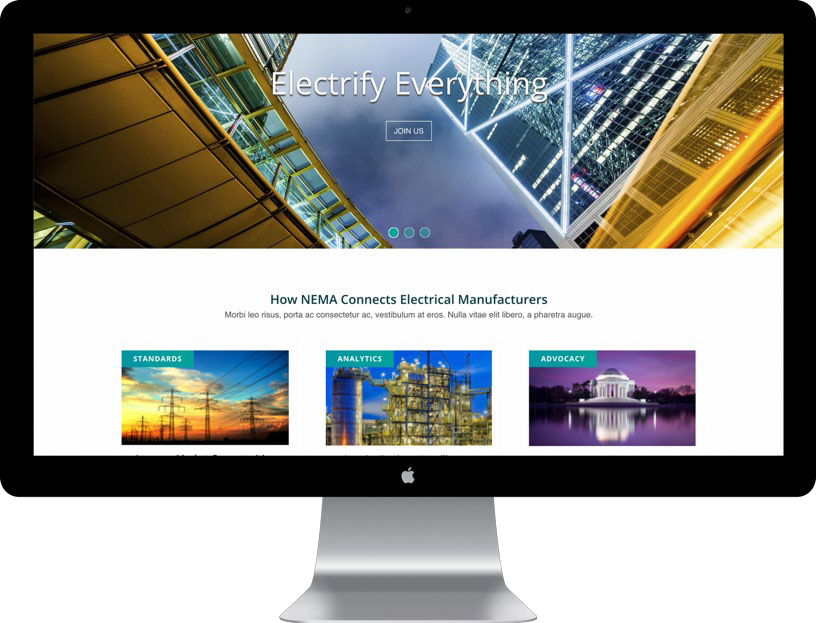 Electrify Everything
JOIN US
How NEMA Connects Electrical Manufacturers
Morbi leo risus, porta ac consectetur ac, vestibulum at eros. Nulla vitae elit libero, a pharetra augue.
STANDARDS
ANALYTICS
ADVOCACY